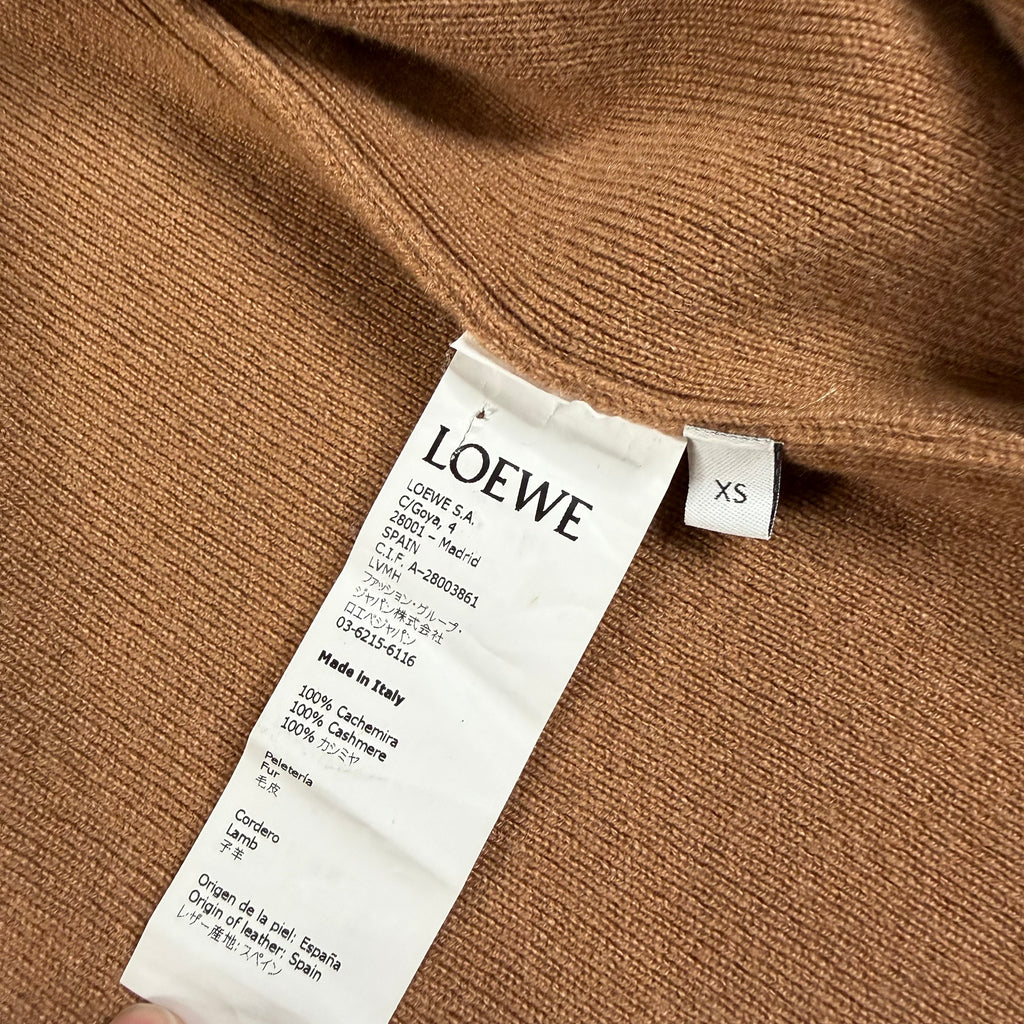 LOEWE
LOEWE S.A.
C/Goya, 4
28001 - Madrid
SPAIN
C.I.F. A-28003861
LVMH
ファッション・グループ・
ジャパン株式会社
ロエベジャパン
03-6215-6116
Made in Italy
100% Cachemira
100% Cashmere
100% カシミヤ
Peletería
Fur
毛皮
Cordero
Lamb
子羊
Origen de la piel: España
Origin of leather: Spain
レザー産地: スペイン
XS